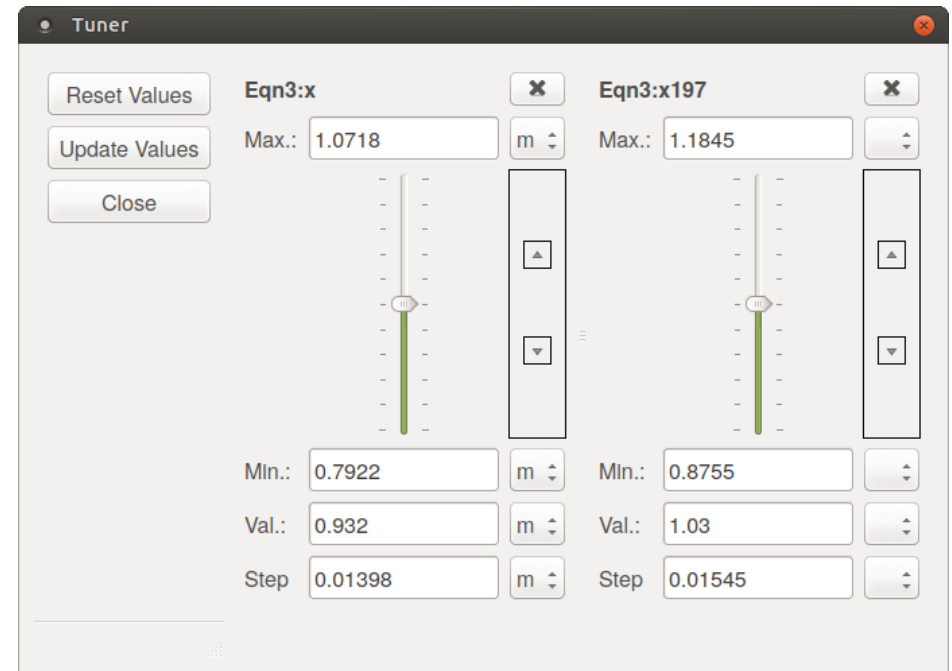 Tuner
Reset Values
Update Values
Close
Eqn3:x
Max.: 1.0718 m
Min.: 0.7922 m
Val.: 0.932 m
Step 0.01398 m
Eqn3:x197
Max.: 1.1845
Min.: 0.8755
Val.: 1.03
Step 0.01545